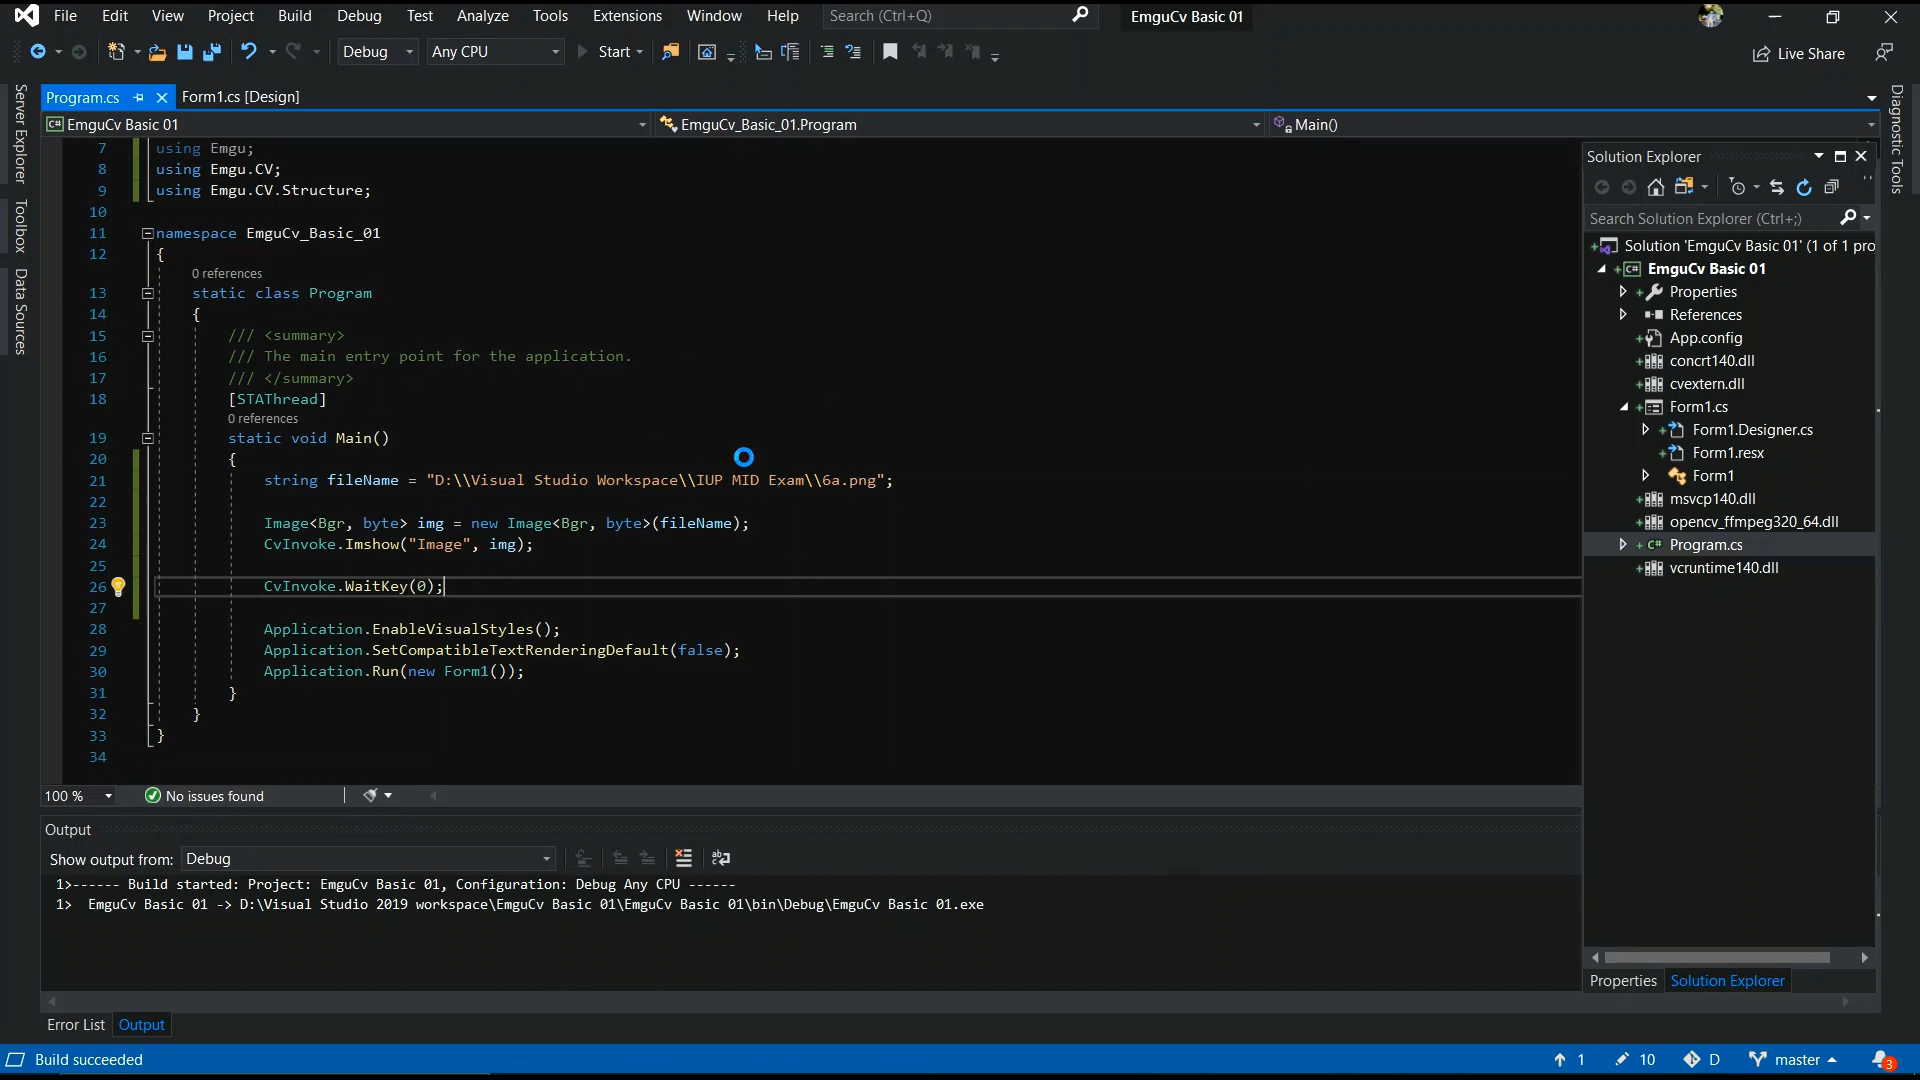 File Edit View Project Build Debug Test Analyze Tools Extensions Window Help Search (Ctrl+Q) EmguCv Basic 01
Debug Any CPU Start Live Share
Program.cs Form1.cs [Design]
EmguCv Basic 01 EmguCv_Basic_01.Program Main()
Server Explorer
Toolbox
Data Sources
7 using Emgu;
8 using Emgu.CV;
9 using Emgu.CV.Structure;
10
11 namespace EmguCv_Basic_01
12 {
0 references
13 static class Program
14 {
15 /// <summary>
16 /// The main entry point for the application.
17 /// </summary>
18 [STAThread]
0 references
19 static void Main()
20 {
21 string fileName = "D:\\Visual Studio Workspace\\IUP MID Exam\\6a.png";
22
23 Image<Bgr, byte> img = new Image<Bgr, byte>(fileName);
24 CvInvoke.Imshow("Image", img);
25
26 CvInvoke.WaitKey(0);
27
28 Application.EnableVisualStyles();
29 Application.SetCompatibleTextRenderingDefault(false);
30 Application.Run(new Form1());
31 }
32 }
33 }
34
100 % No issues found
Output
Show output from: Debug
1>------ Build started: Project: EmguCv Basic 01, Configuration: Debug Any CPU ------
1> EmguCv Basic 01 -> D:\Visual Studio 2019 workspace\EmguCv Basic 01\EmguCv Basic 01\bin\Debug\EmguCv Basic 01.exe
Error List Output
Solution Explorer
Search Solution Explorer (Ctrl+;)
Solution 'EmguCv Basic 01' (1 of 1 pro
C# EmguCv Basic 01
Properties
References
App.config
concrt140.dll
cvextern.dll
Form1.cs
Form1.Designer.cs
Form1.resx
Form1
msvcp140.dll
opencv_ffmpeg320_64.dll
C# Program.cs
vcruntime140.dll
Properties Solution Explorer
Diagnostic Tools
Build succeeded 1 10 D master 3